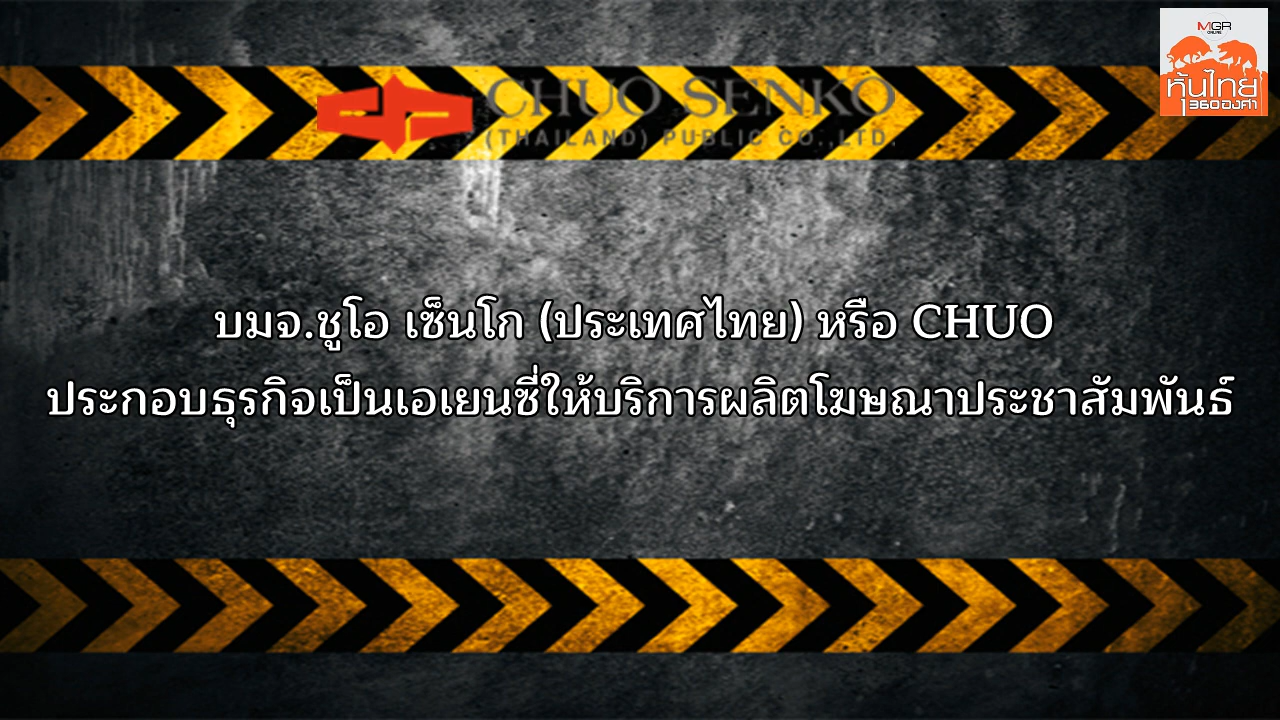 MGR
ONLINE
หุ้นไทย
360องศา
CHUO SENKO
(THAILAND) PUBLIC CO.,LTD.
บมจ.ชูโอ เซ็นโก (ประเทศไทย) หรือ CHUO
ประกอบธุรกิจเป็นเอเยนซี่ให้บริการผลิตโฆษณาประชาสัมพันธ์